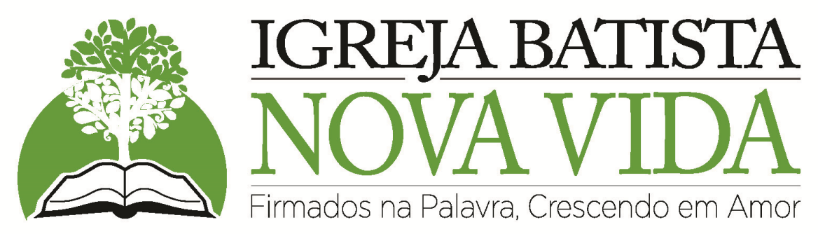 IGREJA BATISTA
NOVA VIDA
Firmados na Palavra, Crescendo em Amor